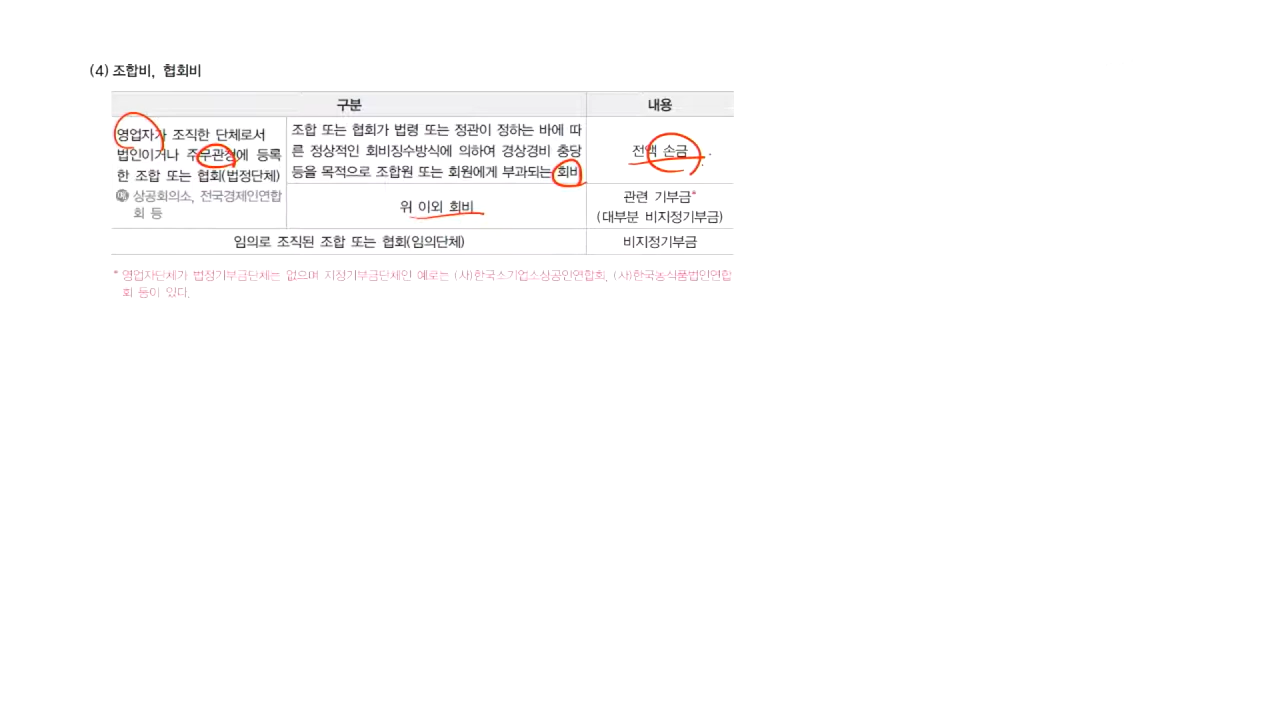 (4) 조합비, 협회비
구분
내용
영업자가 조직한 단체로서
법인이거나 주무관청에 등록
한 조합 또는 협회(법정단체)
예 상공회의소, 전국경제인연합
회 등
조합 또는 협회가 법령 또는 정관이 정하는 바에 따
른 정상적인 회비징수방식에 의하여 경상경비 충당
등을 목적으로 조합원 또는 회원에게 부과되는 회비
전액 손금
위 이외 회비
관련 기부금*
(대부분 비지정기부금)
임의로 조직된 조합 또는 협회(임의단체)
비지정기부금
* 영업자단체가 법정기부금단체는 없으며 지정기부금단체인 예로는 (사)한국소기업소상공인연합회, (사)한국농식품법인연합
회 등이 있다.